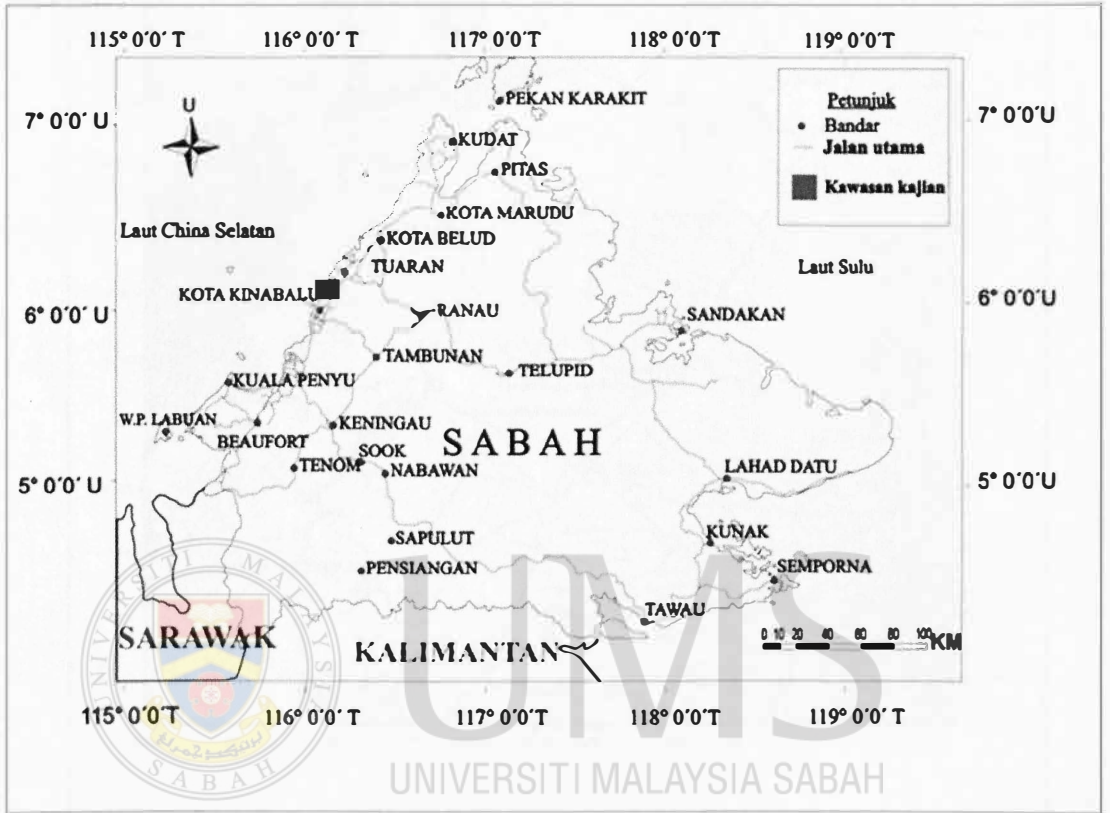 115°0'0'T 116°0'0'T 117°0'0'T 118°0'0'T 119°0'0'T
U
7°0'0'U
7°0'0'U
Petunjuk
Bandar
Jalan utama
Kawasan kajian
PEKAN KARAKIT
KUDAT
PITAS
KOTA MARUDU
Laut China Selatan
KOTA BELUD
TUARAN
Laut Sulu
KOTA KINABALU
6°0'0'U
RANAU
6°0'0'U
SANDAKAN
TAMBUNAN
TELUPID
KUALA PENYU
W.P. LABUAN
KENINGAU
BEAUFORT
SABAH
SOOK
TENOM
NABAWAN
LAHAD DATU
5°0'0'U
5°0'0'U
KUNAK
SAPULUT
PENSIANGAN
SEMPORNA
TAWAU
SARAWAK
KALIMANTAN
0 10 20 40 60 80 100 KM
115°0'0'T 116°0'0'T 117°0'0'T 118°0'0'T 119°0'0'T
UNIVERSITI MALAYSIA
SABAH
UMS
UNIVERSITI MALAYSIA SABAH